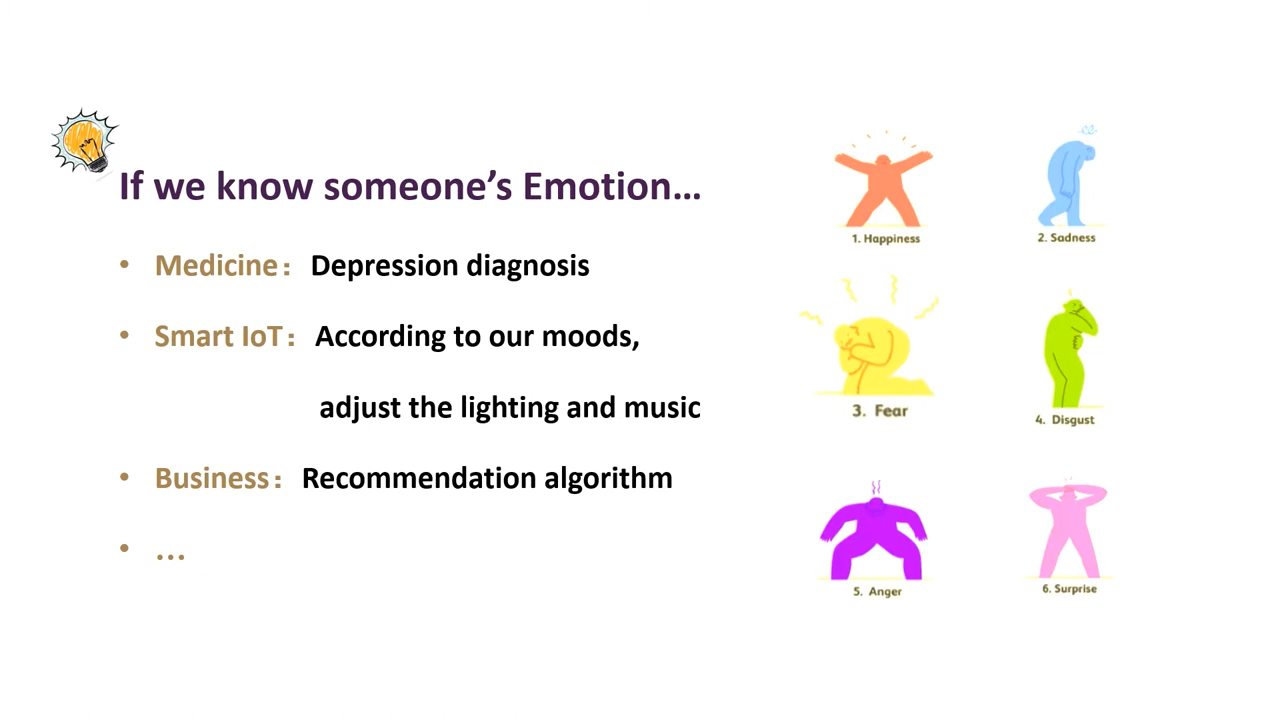 If we know someone’s Emotion…
• Medicine： Depression diagnosis
• Smart IoT： According to our moods,
adjust the lighting and music
• Business： Recommendation algorithm
• …
1. Happiness
2. Sadness
3. Fear
4. Disgust
5. Anger
6. Surprise